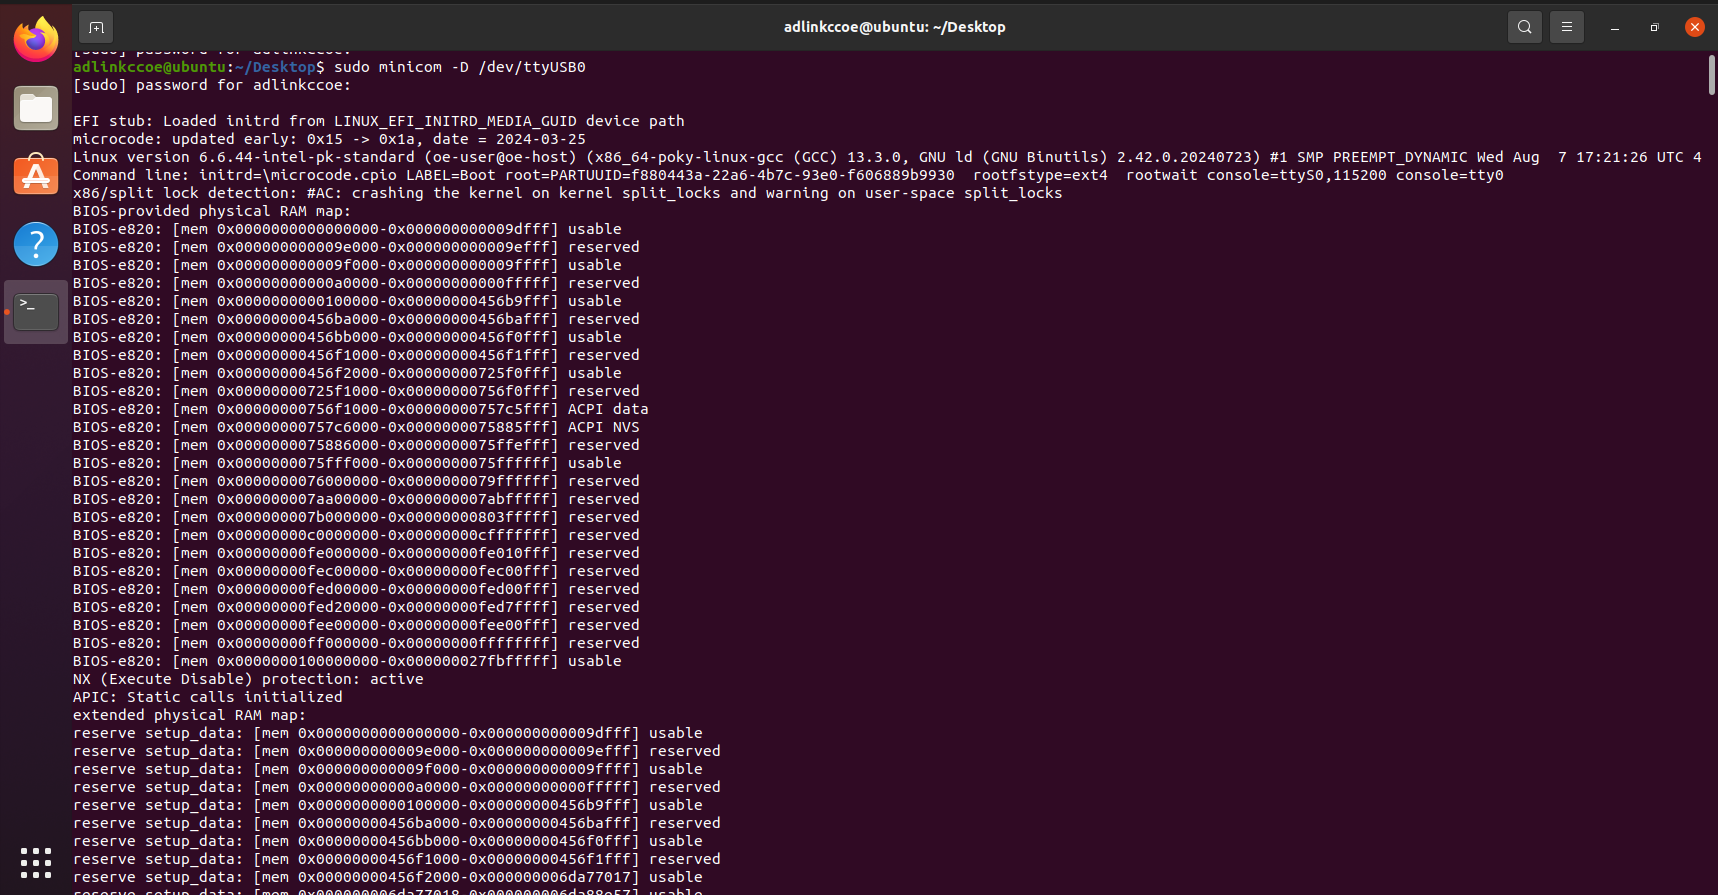 adlinkccoe@ubuntu: ~/Desktop
[sudo] password for adlinkccoe:
adlinkccoe@ubuntu:~/Desktop$ sudo minicom -D /dev/ttyUSB0
[sudo] password for adlinkccoe:
EFI stub: Loaded initrd from LINUX_EFI_INITRD_MEDIA_GUID device path
microcode: updated early: 0x15 -> 0x1a, date = 2024-03-25
Linux version 6.6.44-intel-pk-standard (oe-user@oe-host) (x86_64-poky-linux-gcc (GCC) 13.3.0, GNU ld (GNU Binutils) 2.42.0.20240723) #1 SMP PREEMPT_DYNAMIC Wed Aug  7 17:21:26 UTC 4
Command line: initrd=\microcode.cpio LABEL=Boot root=PARTUUID=f880443a-22a6-4b7c-93e0-f606889b9930  rootfstype=ext4  rootwait console=ttyS0,115200 console=tty0
x86/split lock detection: #AC: crashing the kernel on kernel split_locks and warning on user-space split_locks
BIOS-provided physical RAM map:
BIOS-e820: [mem 0x0000000000000000-0x000000000009dfff] usable
BIOS-e820: [mem 0x000000000009e000-0x000000000009efff] reserved
BIOS-e820: [mem 0x000000000009f000-0x000000000009ffff] usable
BIOS-e820: [mem 0x00000000000a0000-0x00000000000fffff] reserved
BIOS-e820: [mem 0x0000000000100000-0x00000000456b9fff] usable
BIOS-e820: [mem 0x00000000456ba000-0x00000000456bafff] reserved
BIOS-e820: [mem 0x00000000456bb000-0x00000000456f0fff] usable
BIOS-e820: [mem 0x00000000456f1000-0x00000000456f1fff] reserved
BIOS-e820: [mem 0x00000000456f2000-0x00000000725f0fff] usable
BIOS-e820: [mem 0x00000000725f1000-0x00000000756f0fff] reserved
BIOS-e820: [mem 0x00000000756f1000-0x00000000757c5fff] ACPI data
BIOS-e820: [mem 0x00000000757c6000-0x0000000075885fff] ACPI NVS
BIOS-e820: [mem 0x0000000075886000-0x0000000075ffefff] reserved
BIOS-e820: [mem 0x0000000075fff000-0x0000000075ffffff] usable
BIOS-e820: [mem 0x0000000076000000-0x0000000079ffffff] reserved
BIOS-e820: [mem 0x000000007aa00000-0x000000007abfffff] reserved
BIOS-e820: [mem 0x000000007b000000-0x00000000803fffff] reserved
BIOS-e820: [mem 0x00000000c0000000-0x00000000cfffffff] reserved
BIOS-e820: [mem 0x00000000fe000000-0x00000000fe010fff] reserved
BIOS-e820: [mem 0x00000000fec00000-0x00000000fec00fff] reserved
BIOS-e820: [mem 0x00000000fed00000-0x00000000fed00fff] reserved
BIOS-e820: [mem 0x00000000fed20000-0x00000000fed7ffff] reserved
BIOS-e820: [mem 0x00000000fee00000-0x00000000fee00fff] reserved
BIOS-e820: [mem 0x00000000ff000000-0x00000000ffffffff] reserved
BIOS-e820: [mem 0x0000000100000000-0x000000027fbfffff] usable
NX (Execute Disable) protection: active
APIC: Static calls initialized
extended physical RAM map:
reserve setup_data: [mem 0x0000000000000000-0x000000000009dfff] usable
reserve setup_data: [mem 0x000000000009e000-0x000000000009efff] reserved
reserve setup_data: [mem 0x000000000009f000-0x000000000009ffff] usable
reserve setup_data: [mem 0x00000000000a0000-0x00000000000fffff] reserved
reserve setup_data: [mem 0x0000000000100000-0x00000000456b9fff] usable
reserve setup_data: [mem 0x00000000456ba000-0x00000000456bafff] reserved
reserve setup_data: [mem 0x00000000456bb000-0x00000000456f0fff] usable
reserve setup_data: [mem 0x00000000456f1000-0x00000000456f1fff] reserved
reserve setup_data: [mem 0x00000000456f2000-0x000000006da77017] usable
reserve setup_data: [mem 0x000000006da77018-0x000000006da88e57] usable